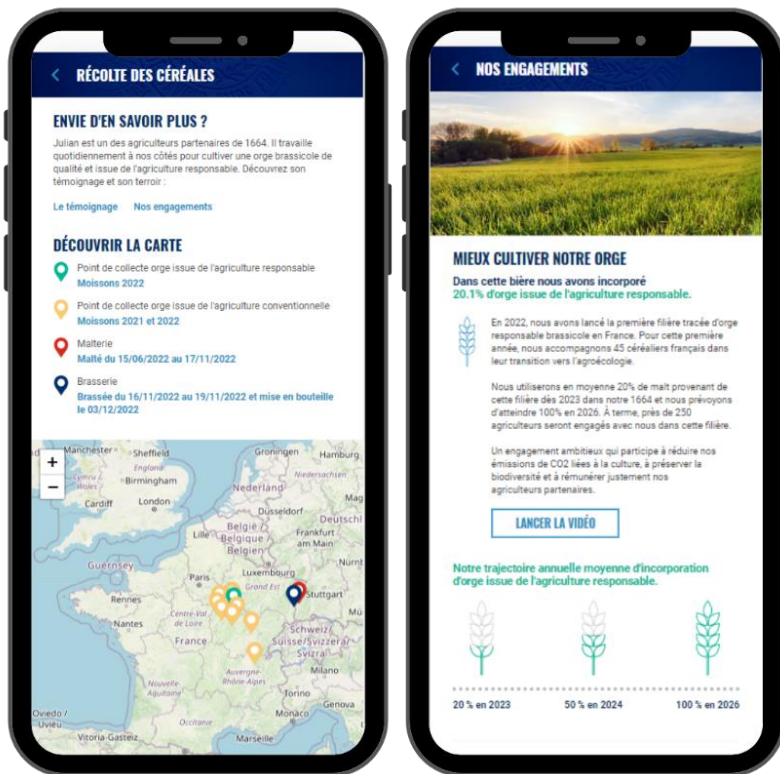 RÉCOLTE DES CÉRÉALES
ENVIE D'EN SAVOIR PLUS ?
Julian est un des agriculteurs partenaires de 1664. Il travaille
quotidiennement à nos côtés pour cultiver une orge brassicole de
qualité et issue de l'agriculture responsable. Découvrez son
témoignage et son terroir :
Le témoignage Nos engagements
DÉCOUVRIR LA CARTE
Point de collecte orge issue de l'agriculture responsable
Moissons 2022
Point de collecte orge issue de l'agriculture conventionnelle
Moissons 2021 et 2022
Malterie
Malté du 15/06/2022 au 17/11/2022
Brasserie
Brassée du 16/11/2022 au 19/11/2022 et mise en bouteille
le 03/12/2022
+
−
Manchester
Sheffield
Groningen
Hamburg
England
Cymru /
Wales
Birmingham
Niedersachsen
Nederland
Cardiff
London
Mag
Düsseldorf
Deutschl
België /
Belgique /
Belgien
Lille
Frankfurt
am Main
Guernsey
Luxembourg
Nürnb
Paris
Grand Est
Stuttgart
Rennes
Centre-Val
de Loire
Mü
Nantes
France
Schweiz/
Suisse/Svizzera/
Svizra
Auvergne-
Rhône-Alpes
Milano
Nouvelle-
Aquitaine
Torino
Genova
Oviedo /
Uviéu
Occitanie
Monaco
Vitoria-Gasteiz
Marseille
NOS ENGAGEMENTS
MIEUX CULTIVER NOTRE ORGE
Dans cette bière nous avons incorporé
20.1% d'orge issue de l'agriculture responsable.
En 2022, nous avons lancé la première filière tracée d'orge
responsable brassicole en France. Pour cette première
année, nous accompagnons 45 céréaliers français dans
leur transition vers l'agroécologie.
Nous utiliserons en moyenne 20% de malt provenant de
cette filière dès 2023 dans notre 1664 et nous prévoyons
d'atteindre 100% en 2026. À terme, près de 250
agriculteurs seront engagés avec nous dans cette filière.
Un engagement ambitieux qui participe à réduire nos
émissions de CO2 liées à la culture, à préserver la
biodiversité et à rémunérer justement nos
agriculteurs partenaires.
LANCER LA VIDÉO
Notre trajectoire annuelle moyenne d'incorporation
d'orge issue de l'agriculture responsable.
20 % en 2023 50 % en 2024 100 % en 2026